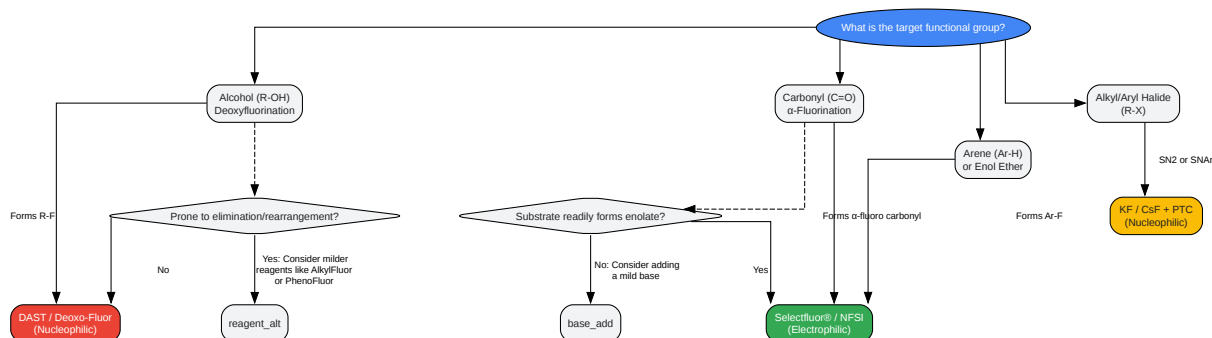 What is the target functional group?
Alcohol (R-OH)
Deoxyfluorination
Carbonyl (C=O)
α-Fluorination
Alkyl/Aryl Halide
(R-X)
Arene (Ar-H)
or Enol Ether
SN2 or SNAr
Forms R-F
Prone to elimination/rearrangement?
Substrate readily forms enolate?
Forms α-fluoro carbonyl
Forms Ar-F
KF / CsF + PTC
(Nucleophilic)
No
Yes: Consider milder
reagents like AlkylFluor
or PhenoFluor
No: Consider adding
a mild base
Yes
DAST / Deoxo-Fluor
(Nucleophilic)
reagent_alt
base_add
Selectfluor® / NFSI
(Electrophilic)